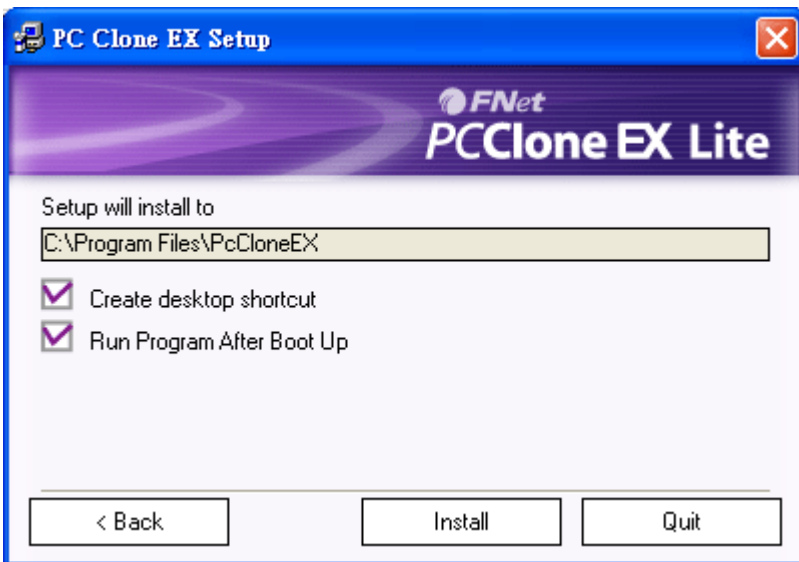 PC Clone EX Setup
FNet
PCClone EX Lite
Setup will install to
C:\Program Files\PcCloneEX
Create desktop shortcut
Run Program After Boot Up
< Back
Install
Quit